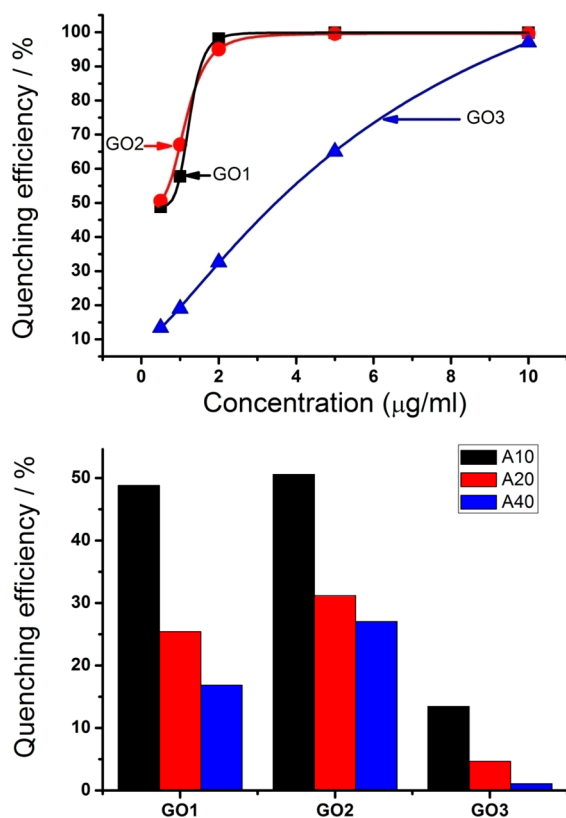 Quenching efficiency / %
100
90
80
70
60
50
40
30
20
10
GO2
GO1
GO3
0 2 4 6 8 10
Concentration (μg/ml)
Quenching efficiency / %
50
40
30
20
10
0
A10
A20
A40
GO1 GO2 GO3